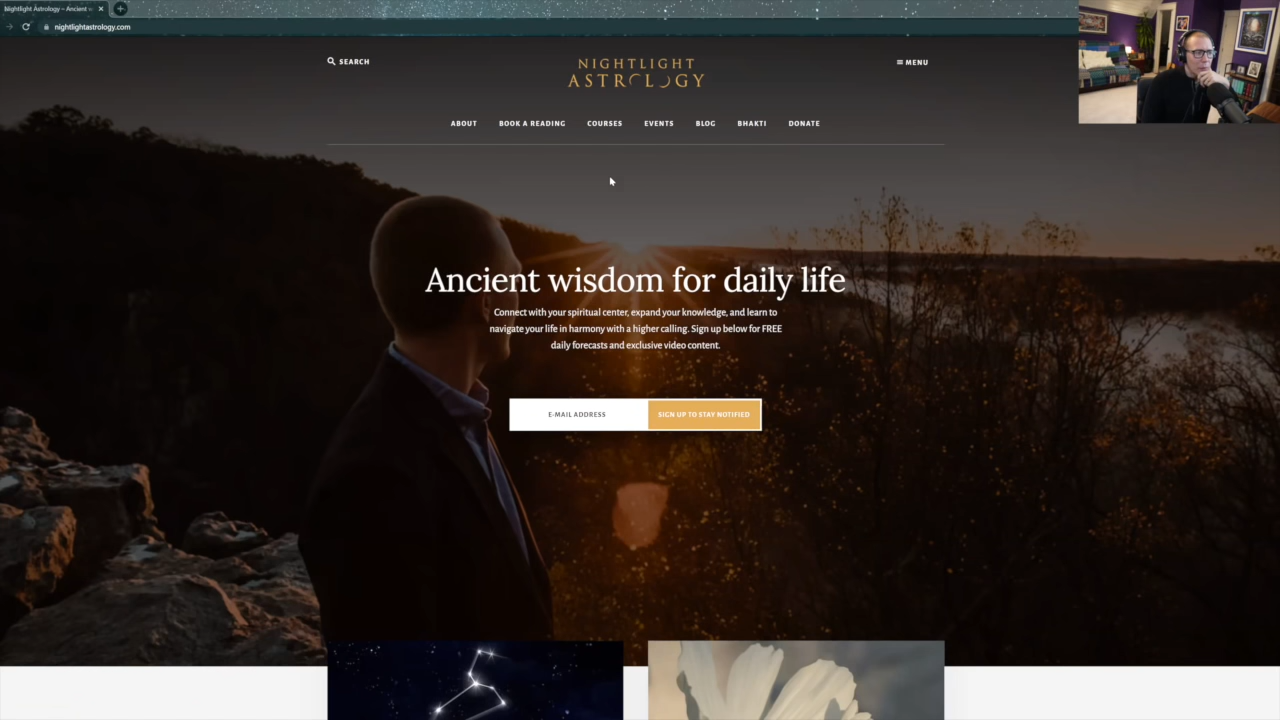 Nightlight Astrology – Ancient
nightlightastrology.com
SEARCH
NIGHTLIGHT
ASTROLOGY
MENU
ABOUT
BOOK A READING
COURSES
EVENTS
BLOG
BHAKTI
DONATE
Ancient wisdom for daily life
Connect with your spiritual center, expand your knowledge, and learn to
navigate your life in harmony with a higher calling. Sign up below for FREE
daily forecasts and exclusive video content.
E-MAIL ADDRESS
SIGN UP TO STAY NOTIFIED